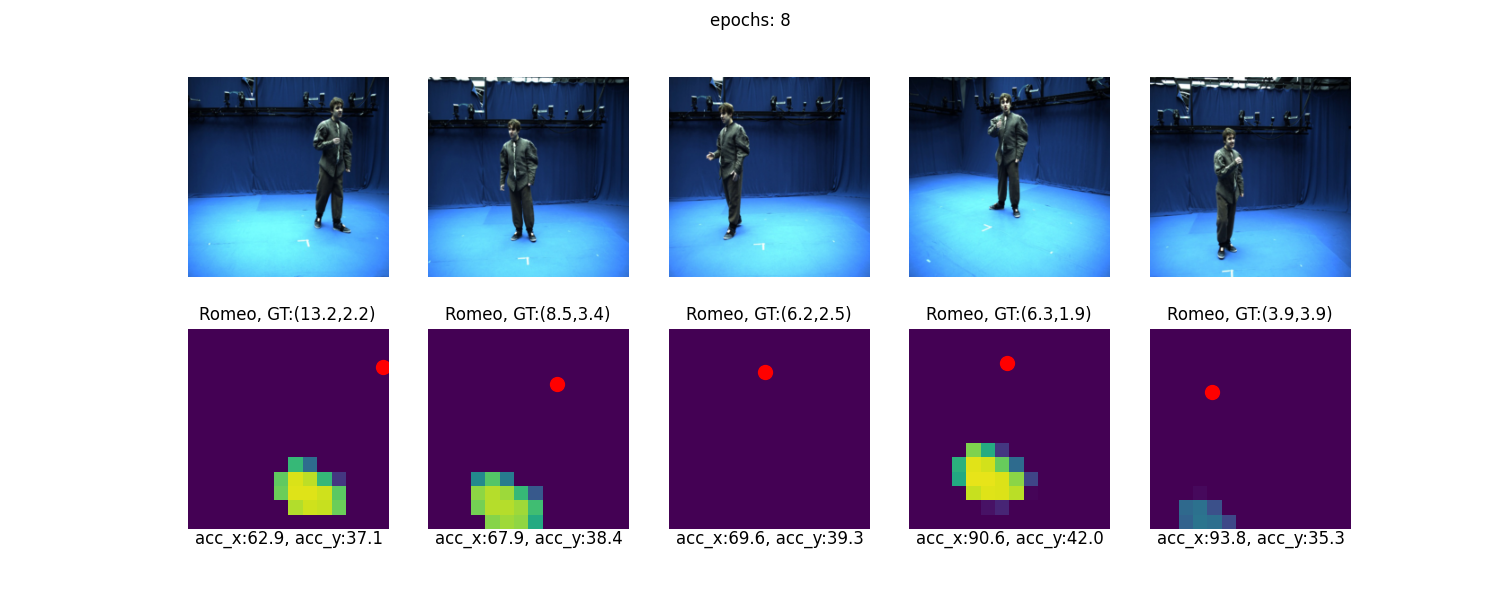 epochs: 8
Romeo, GT:(13.2,2.2)
Romeo, GT:(8.5,3.4)
Romeo, GT:(6.2,2.5)
Romeo, GT:(6.3,1.9)
Romeo, GT:(3.9,3.9)
acc_x:62.9, acc_y:37.1
acc_x:67.9, acc_y:38.4
acc_x:69.6, acc_y:39.3
acc_x:90.6, acc_y:42.0
acc_x:93.8, acc_y:35.3